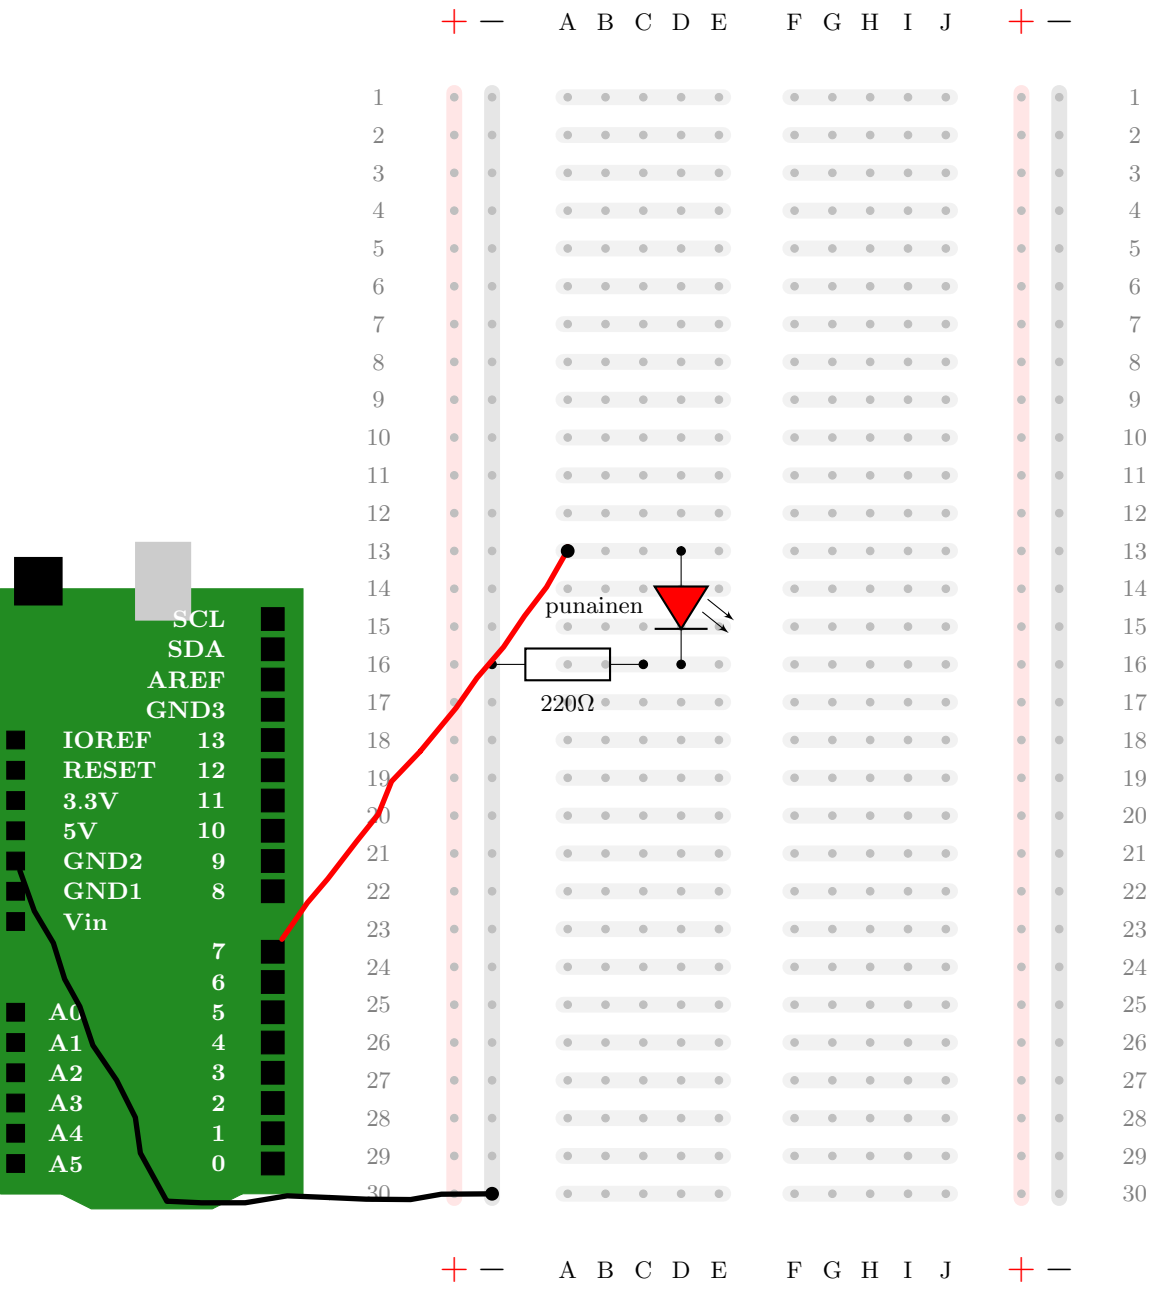 + − A B C D E F G H I J + −
1 1
2 2
3 3
4 4
5 5
6 6
7 7
8 8
9 9
10 10
11 11
12 12
13 13
14 14
punainen
15 15
16 16
220Ω
17 17
18 18
19 19
20 20
21 21
22 22
23 23
24 24
25 25
26 26
27 27
28 28
29 29
30 30
SCL
SDA
AREF
GND3
IOREF 13
RESET 12
3.3V 11
5V 10
GND2 9
GND1 8
Vin
7
6
A0 5
A1 4
A2 3
A3 2
A4 1
A5 0
+ − A B C D E F G H I J + −